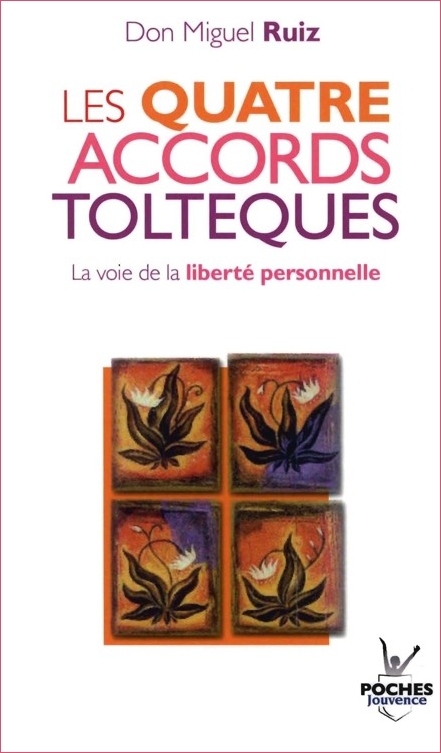 Don Miguel Ruiz
LES QUATRE
ACCORDS
TOLTEQUES
La voie de la liberté personnelle
POCHES
Jouvence